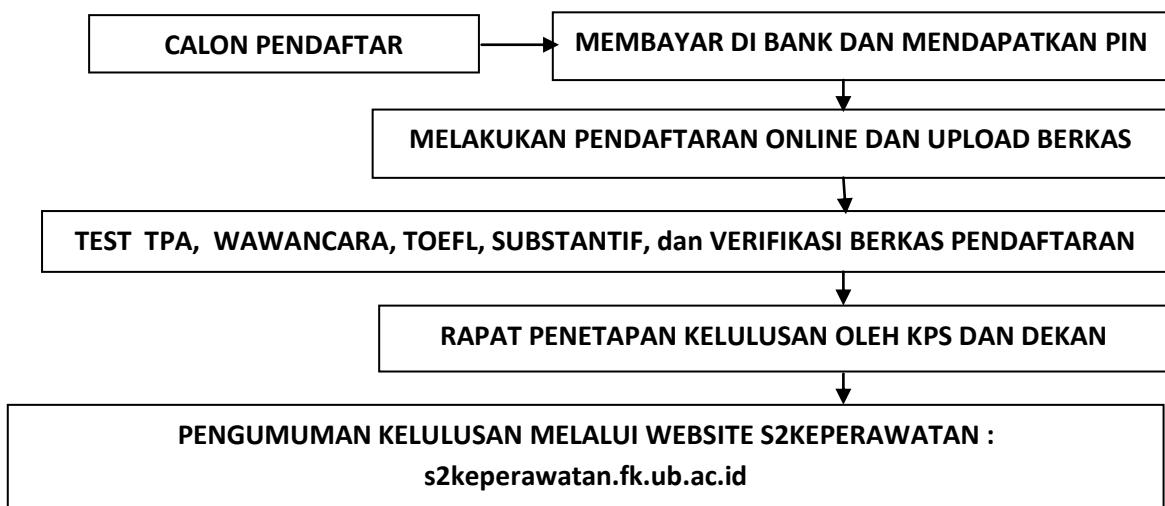 CALON PENDAFTAR
MEMBAYAR DI BANK DAN MENDAPATKAN PIN
MELAKUKAN PENDAFTARAN ONLINE DAN UPLOAD BERKAS
TEST TPA, WAWANCARA, TOEFL, SUBSTANTIF, dan VERIFIKASI BERKAS PENDAFTARAN
RAPAT PENETAPAN KELULUSAN OLEH KPS DAN DEKAN
PENGUMUMAN KELULUSAN MELALUI WEBSITE S2KEPERAWATAN :
s2keperawatan.fk.ub.ac.id